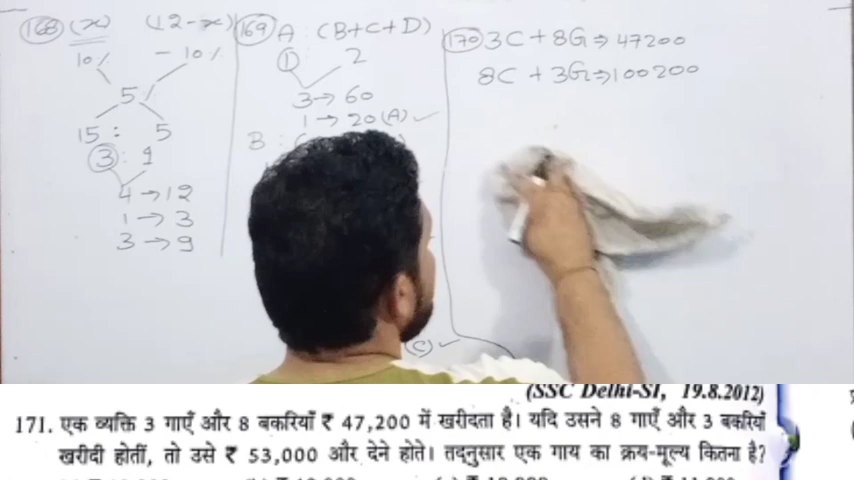 168 (x) (12-x)
10% - 10%
5%
15 : 5
3 : 1
4 → 12
1 → 3
3 → 9
169 A : (B+C+D)
1 2
3 → 60
1 → 20 (A) ✓
B :
(C) ✓
170 3C + 8G ⇒ 47200
8C + 3G ⇒ 100200
(SSC Delhi-SI, 19.8.2012)
171. एक व्यक्ति 3 गाएँ और 8 बकरियाँ ₹ 47,200 में खरीदता है। यदि उसने 8 गाएँ और 3 बकरियाँ
खरीदी होतीं, तो उसे ₹ 53,000 और देने होते। तद्नुसार एक गाय का क्रय-मूल्य कितना है?